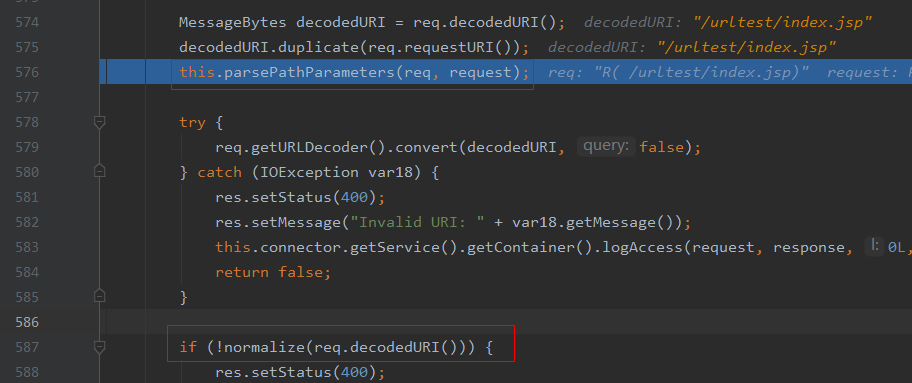 574 MessageBytes decodedURI = req.decodedURI(); decodedURI: "/urltest/index.jsp"
575 decodedURI.duplicate(req.requestURI()); decodedURI: "/urltest/index.jsp"
576 this.parsePathParameters(req, request); req: "R( /urltest/index.jsp)" request:
577
578 try {
579 req.getURLDecoder().convert(decodedURI, query: false);
580 } catch (IOException var18) {
581 res.setStatus(400);
582 res.setMessage("Invalid URI: " + var18.getMessage());
583 this.connector.getService().getContainer().logAccess(request, response, l: 0L,
584 return false;
585 }
586
587 if (!normalize(req.decodedURI())) {
588 res.setStatus(400);